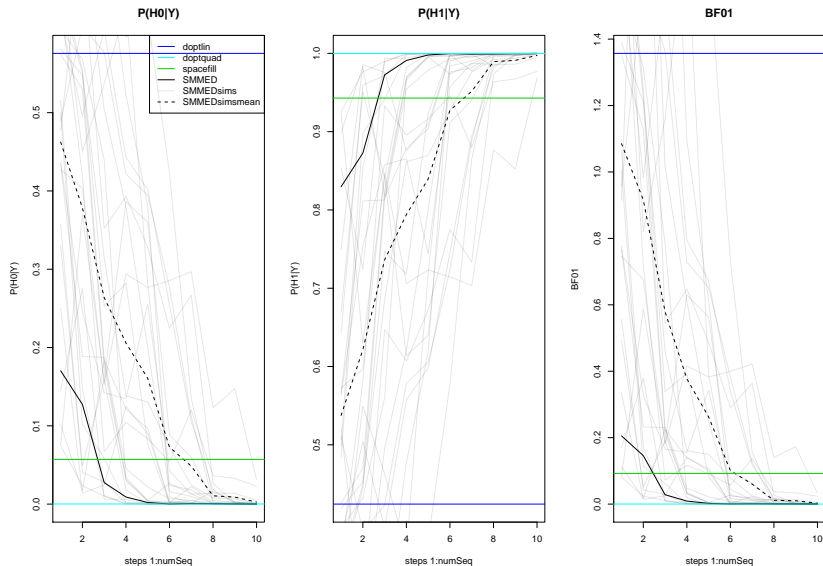 P(H0|Y)
P(H0|Y)
0.5
0.4
0.3
0.2
0.1
0.0
2 4 6 8 10
steps 1:numSeq
doptlin
doptquad
spacefill
SMMED
SMMEDsims
SMMEDsimsmean
P(H1|Y)
P(H1|Y)
1.0
0.9
0.8
0.7
0.6
0.5
2 4 6 8 10
steps 1:numSeq
BF01
BF01
1.4
1.2
1.0
0.8
0.6
0.4
0.2
0.0
2 4 6 8 10
steps 1:numSeq